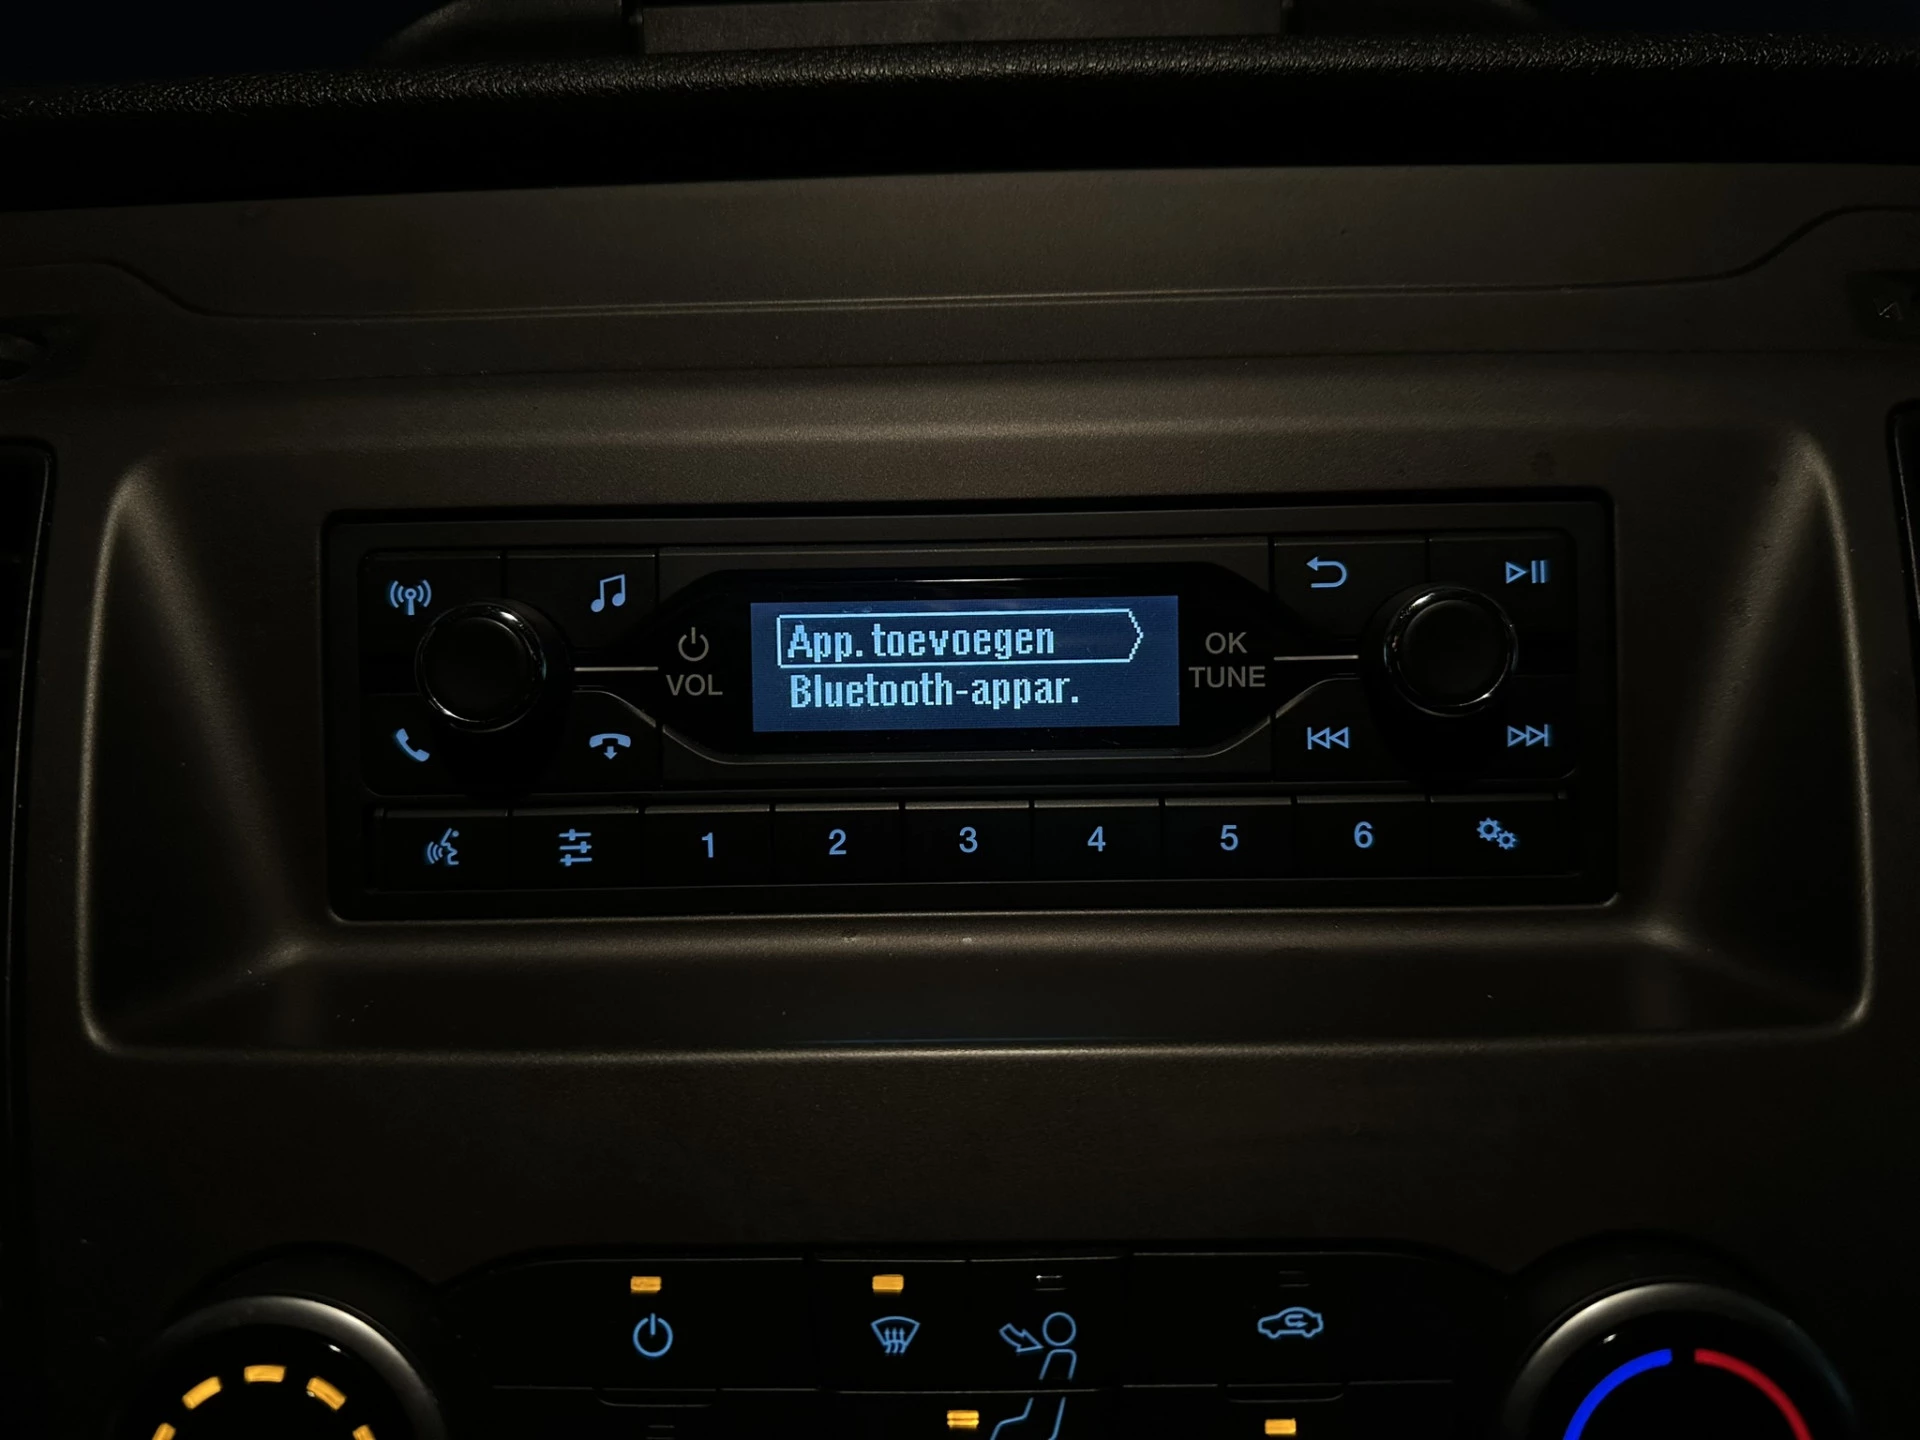 VOL
App. toevoegen
Bluetooth-appar.
OK
TUNE
1 2 3 4 5 6